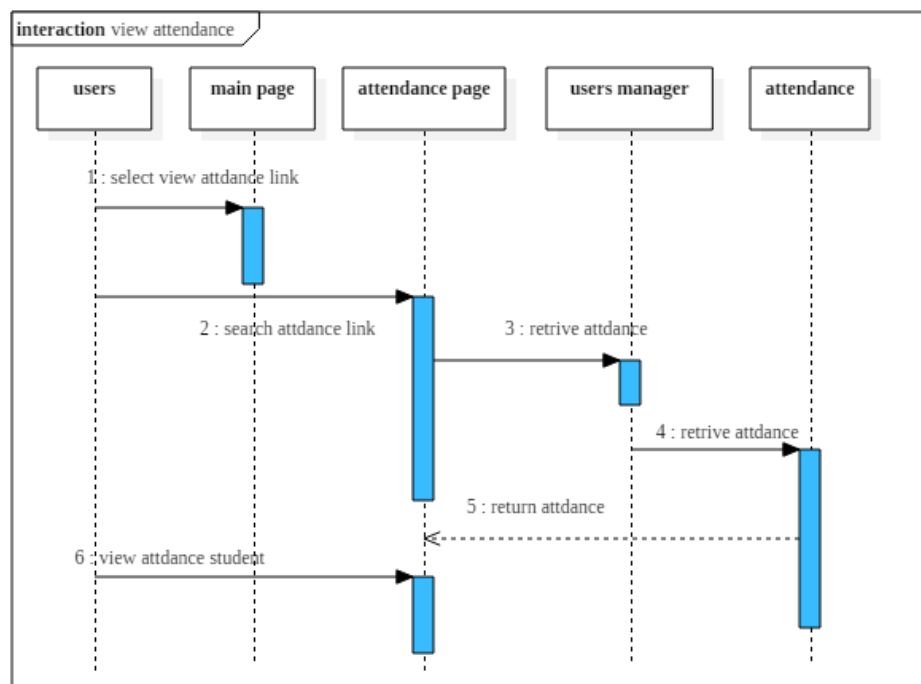 interaction view attendance
users
main page
attendance page
users manager
attendance
1 : select view attdance link
2 : search attdance link
3 : retrive attdance
4 : retrive attdance
5 : return attdance
6 : view attdance student